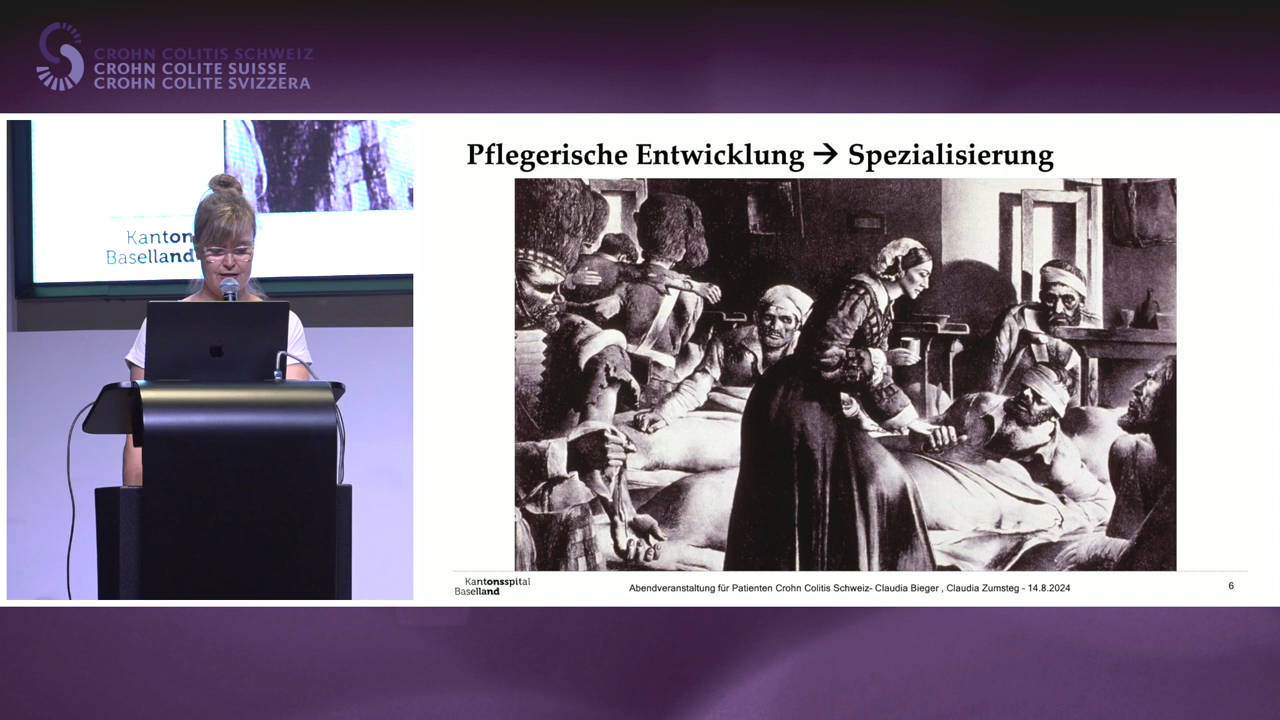 CROHN COLITIS SCHWEIZ
CROHN COLITE SUISSE
CROHN COLITE SVIZZERA
Kanton
Baselland
Pflegerische Entwicklung → Spezialisierung
Kantonsspital
Baselland
Abendveranstaltung für Patienten Crohn Colitis Schweiz- Claudia Bieger , Claudia Zumsteg - 14.8.2024
6